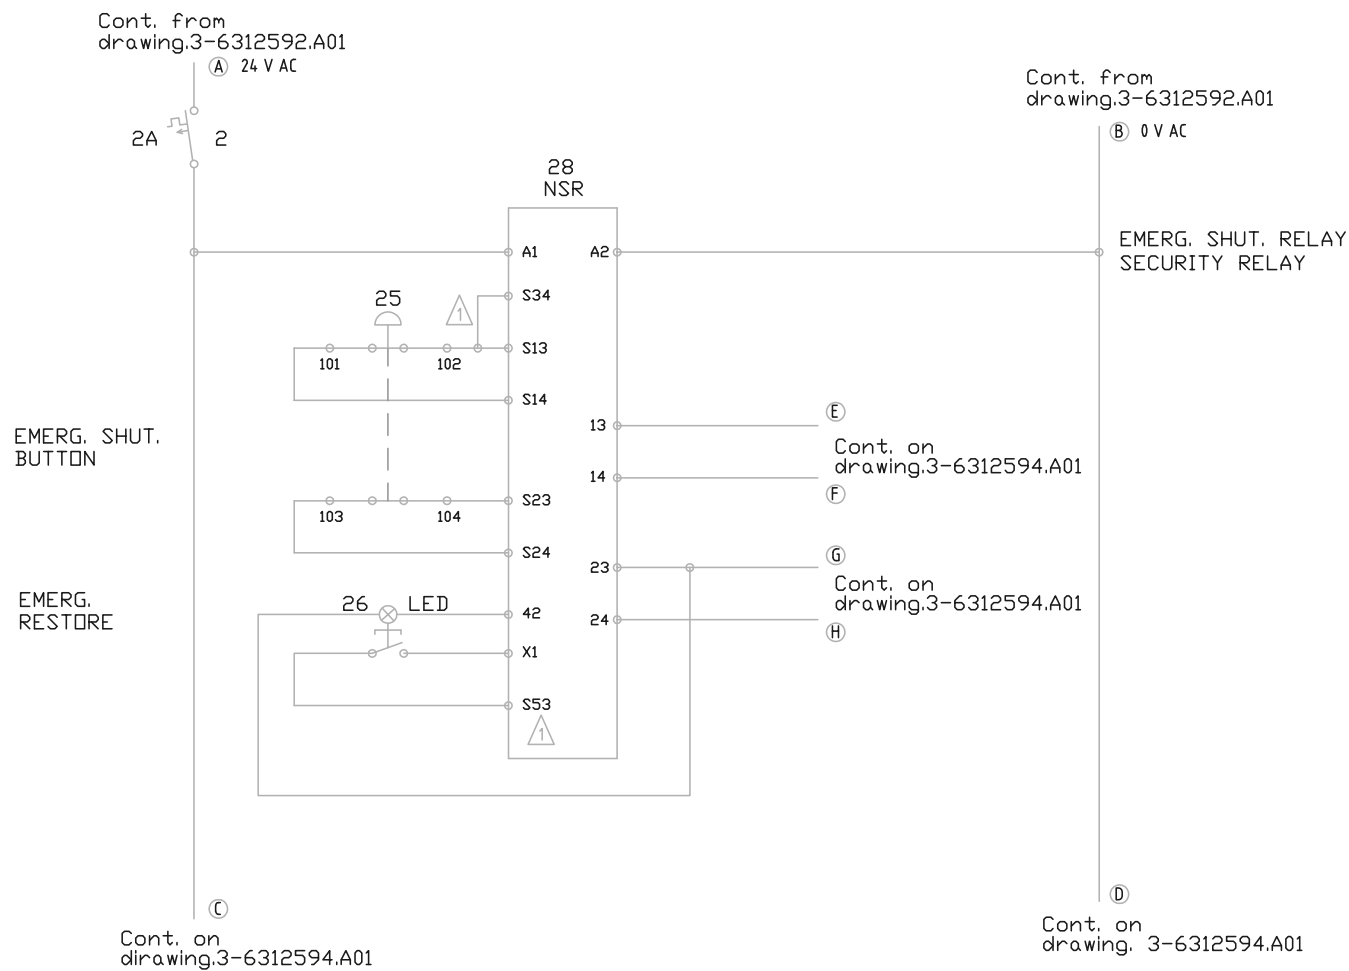 Cont. from
drawing.3-6312592.A01
A 24 V AC
Cont. from
drawing.3-6312592.A01
B 0 V AC
2A 2
28
NSR
A1 A2
EMERG. SHUT. RELAY
SECURITY RELAY
S34
25
1
S13
101 102
S14
E
13
Cont. on
drawing.3-6312594.A01
14
F
EMERG. SHUT.
BUTTON
S23
103 104
S24
G
23
Cont. on
drawing.3-6312594.A01
24
H
EMERG.
RESTORE
26 LED
42
X1
S53
1
C
Cont. on
dirawing.3-6312594.A01
D
Cont. on
drawing. 3-6312594.A01